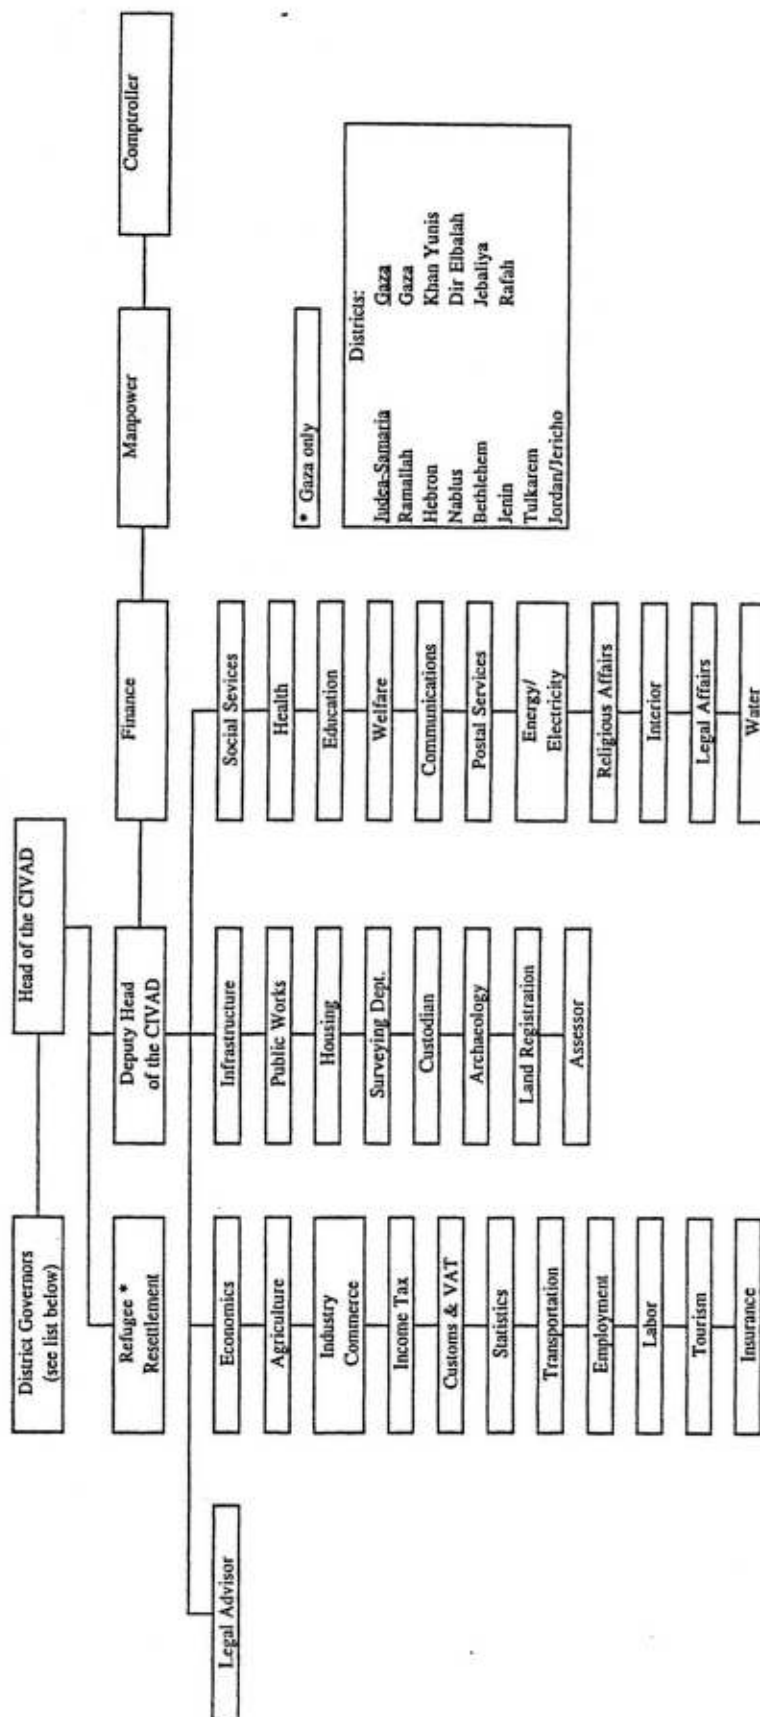 District Governors
(see list below)
Head of the CIVAD
Refugee *
Resettlement
Deputy Head
of the CIVAD
Finance
Manpower
Comptroller
Legal Advisor
Economics
Agriculture
Industry
Commerce
Income Tax
Customs & VAT
Statistics
Transportation
Employment
Labor
Tourism
Insurance
Infrastructure
Public Works
Housing
Surveying Dept.
Custodian
Archaeology
Land Registration
Assessor
Social Sevices
Health
Education
Welfare
Communications
Postal Services
Energy/
Electricity
Religious Affairs
Interior
Legal Affairs
Water
* Gaza only
Districts:
Judea-Samaria Gaza
Ramallah Gaza
Hebron Khan Yunis
Nablus Dir Elbalah
Bethlehem Jebaliya
Jenin Rafah
Tulkarem
Jordan/Jericho